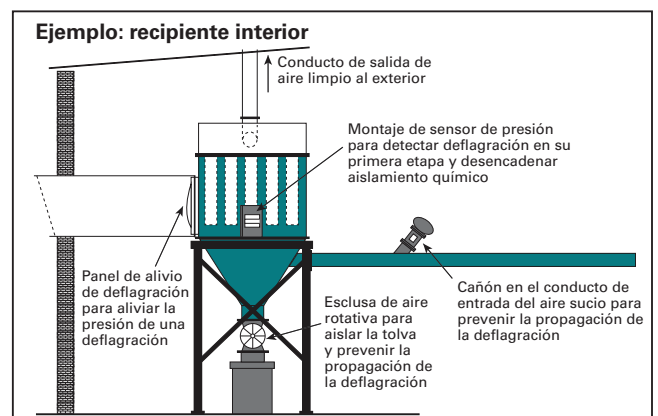 Ejemplo: recipiente interior
Conducto de salida de
aire limpio al exterior
Montaje de sensor de presión
para detectar deflagración en su
primera etapa y desencadenar
aislamiento químico
Panel de alivio
de deflagración
para aliviar la
presión de una
deflagración
Esclusa de aire
rotativa para
aislar la tolva
y prevenir la
propagación de
la deflagración
Cañón en el conducto de
entrada del aire sucio para
prevenir la propagación de
la deflagración